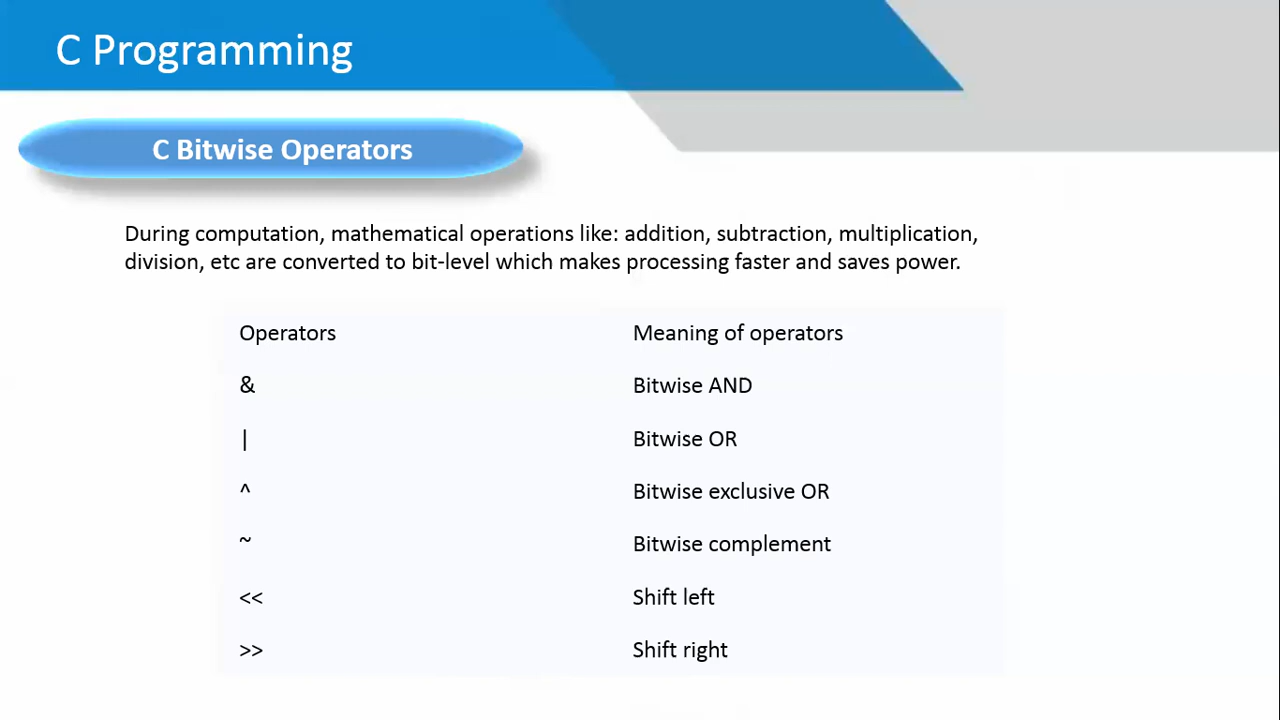 C Programming
C Bitwise Operators
During computation, mathematical operations like: addition, subtraction, multiplication,
division, etc are converted to bit-level which makes processing faster and saves power.
Operators Meaning of operators
& Bitwise AND
| Bitwise OR
^ Bitwise exclusive OR
~ Bitwise complement
<< Shift left
>> Shift right